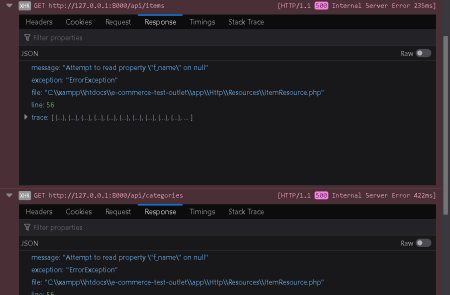 XHR GET http://127.0.0.1:8000/api/items [HTTP/1.1 500 Internal Server Error 235ms]
Headers Cookies Request Response Timings Stack Trace
Filter properties
JSON Raw
message: "Attempt to read property \"f_name\" on null"
exception: "ErrorException"
file: "C:\\xampp\\htdocs\\e-commerce-test-outlet\\app\\Http\\Resources\\ItemResource.php"
line: 56
trace: [ {…}, {…}, {…}, {…}, {…}, {…}, {…}, {…}, {…}, {…}, … ]
XHR GET http://127.0.0.1:8000/api/categories [HTTP/1.1 500 Internal Server Error 422ms]
Headers Cookies Request Response Timings Stack Trace
Filter properties
JSON Raw
message: "Attempt to read property \"f_name\" on null"
exception: "ErrorException"
file: "C:\\xampp\\htdocs\\e-commerce-test-outlet\\app\\Http\\Resources\\ItemResource.php"
line: 56